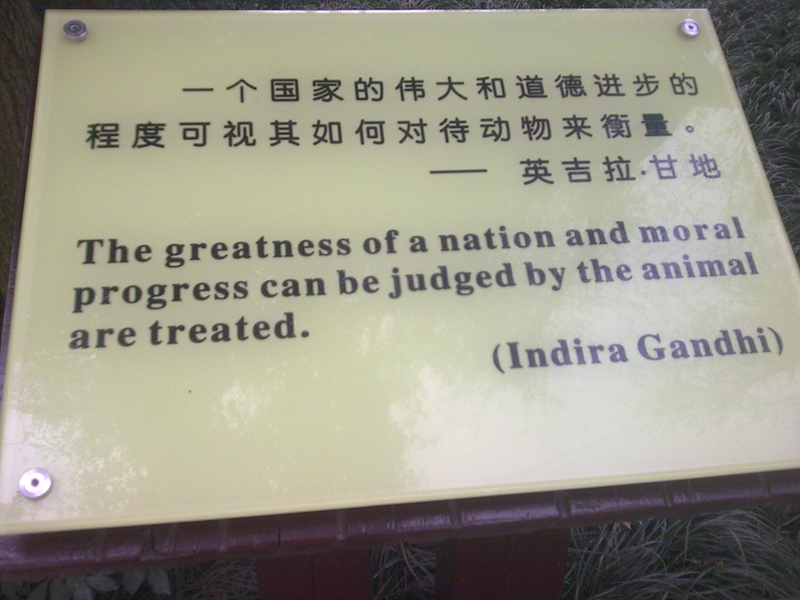 一个国家的伟大和道德进步的
程度可视其如何对待动物来衡量。
—— 英吉拉·甘地
The greatness of a nation and moral
progress can be judged by the animal
are treated.
(Indira Gandhi)